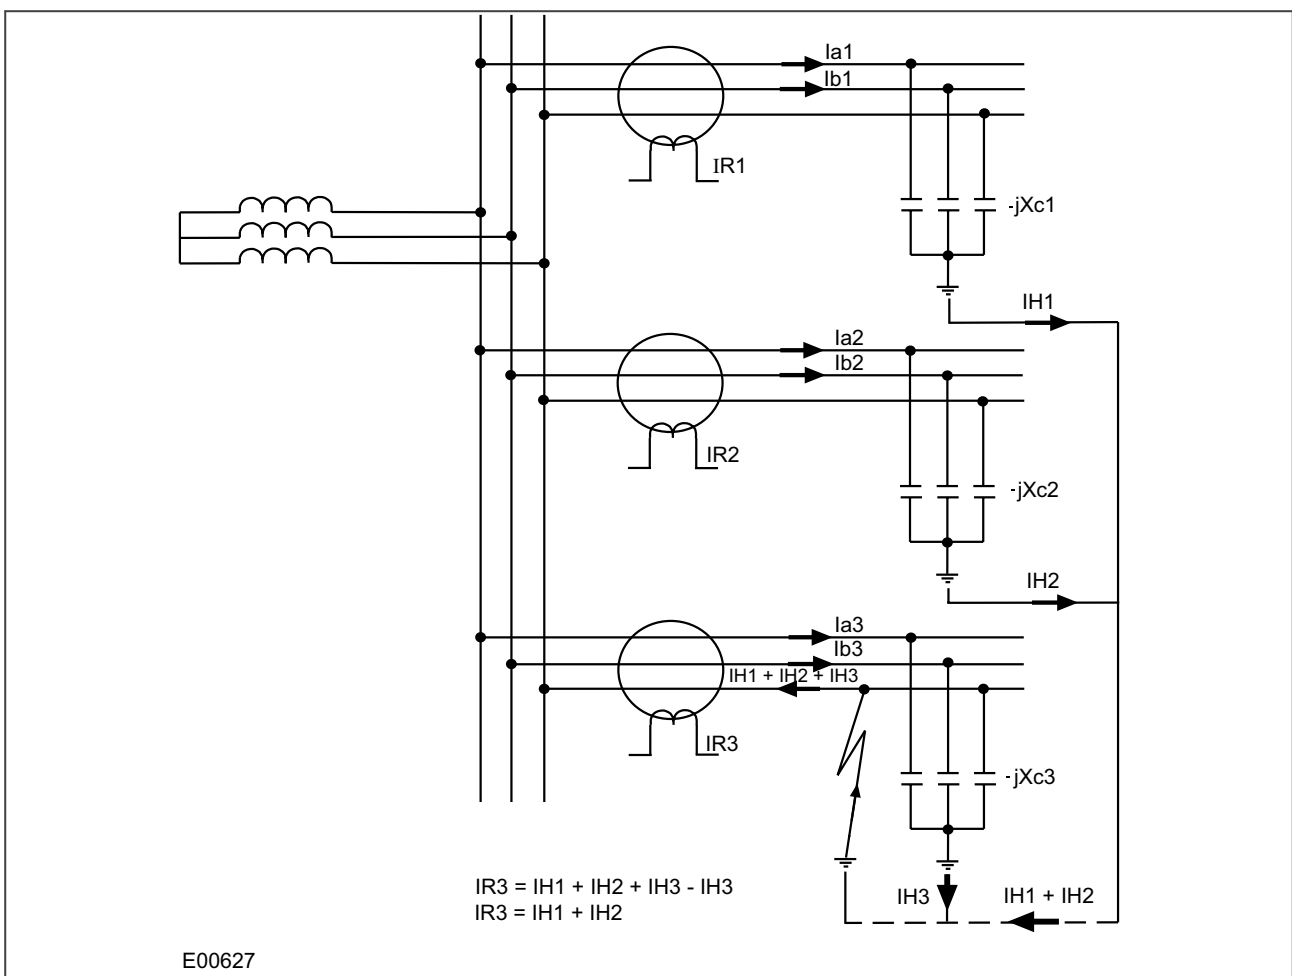 Ia1
Ib1
IR1
-jXc1
IH1
Ia2
Ib2
IR2
-jXc2
IH2
Ia3
Ib3
IH1 + IH2 + IH3
IR3
-jXc3
IR3 = IH1 + IH2 + IH3 - IH3
IR3 = IH1 + IH2
IH3
IH1 + IH2
E00627